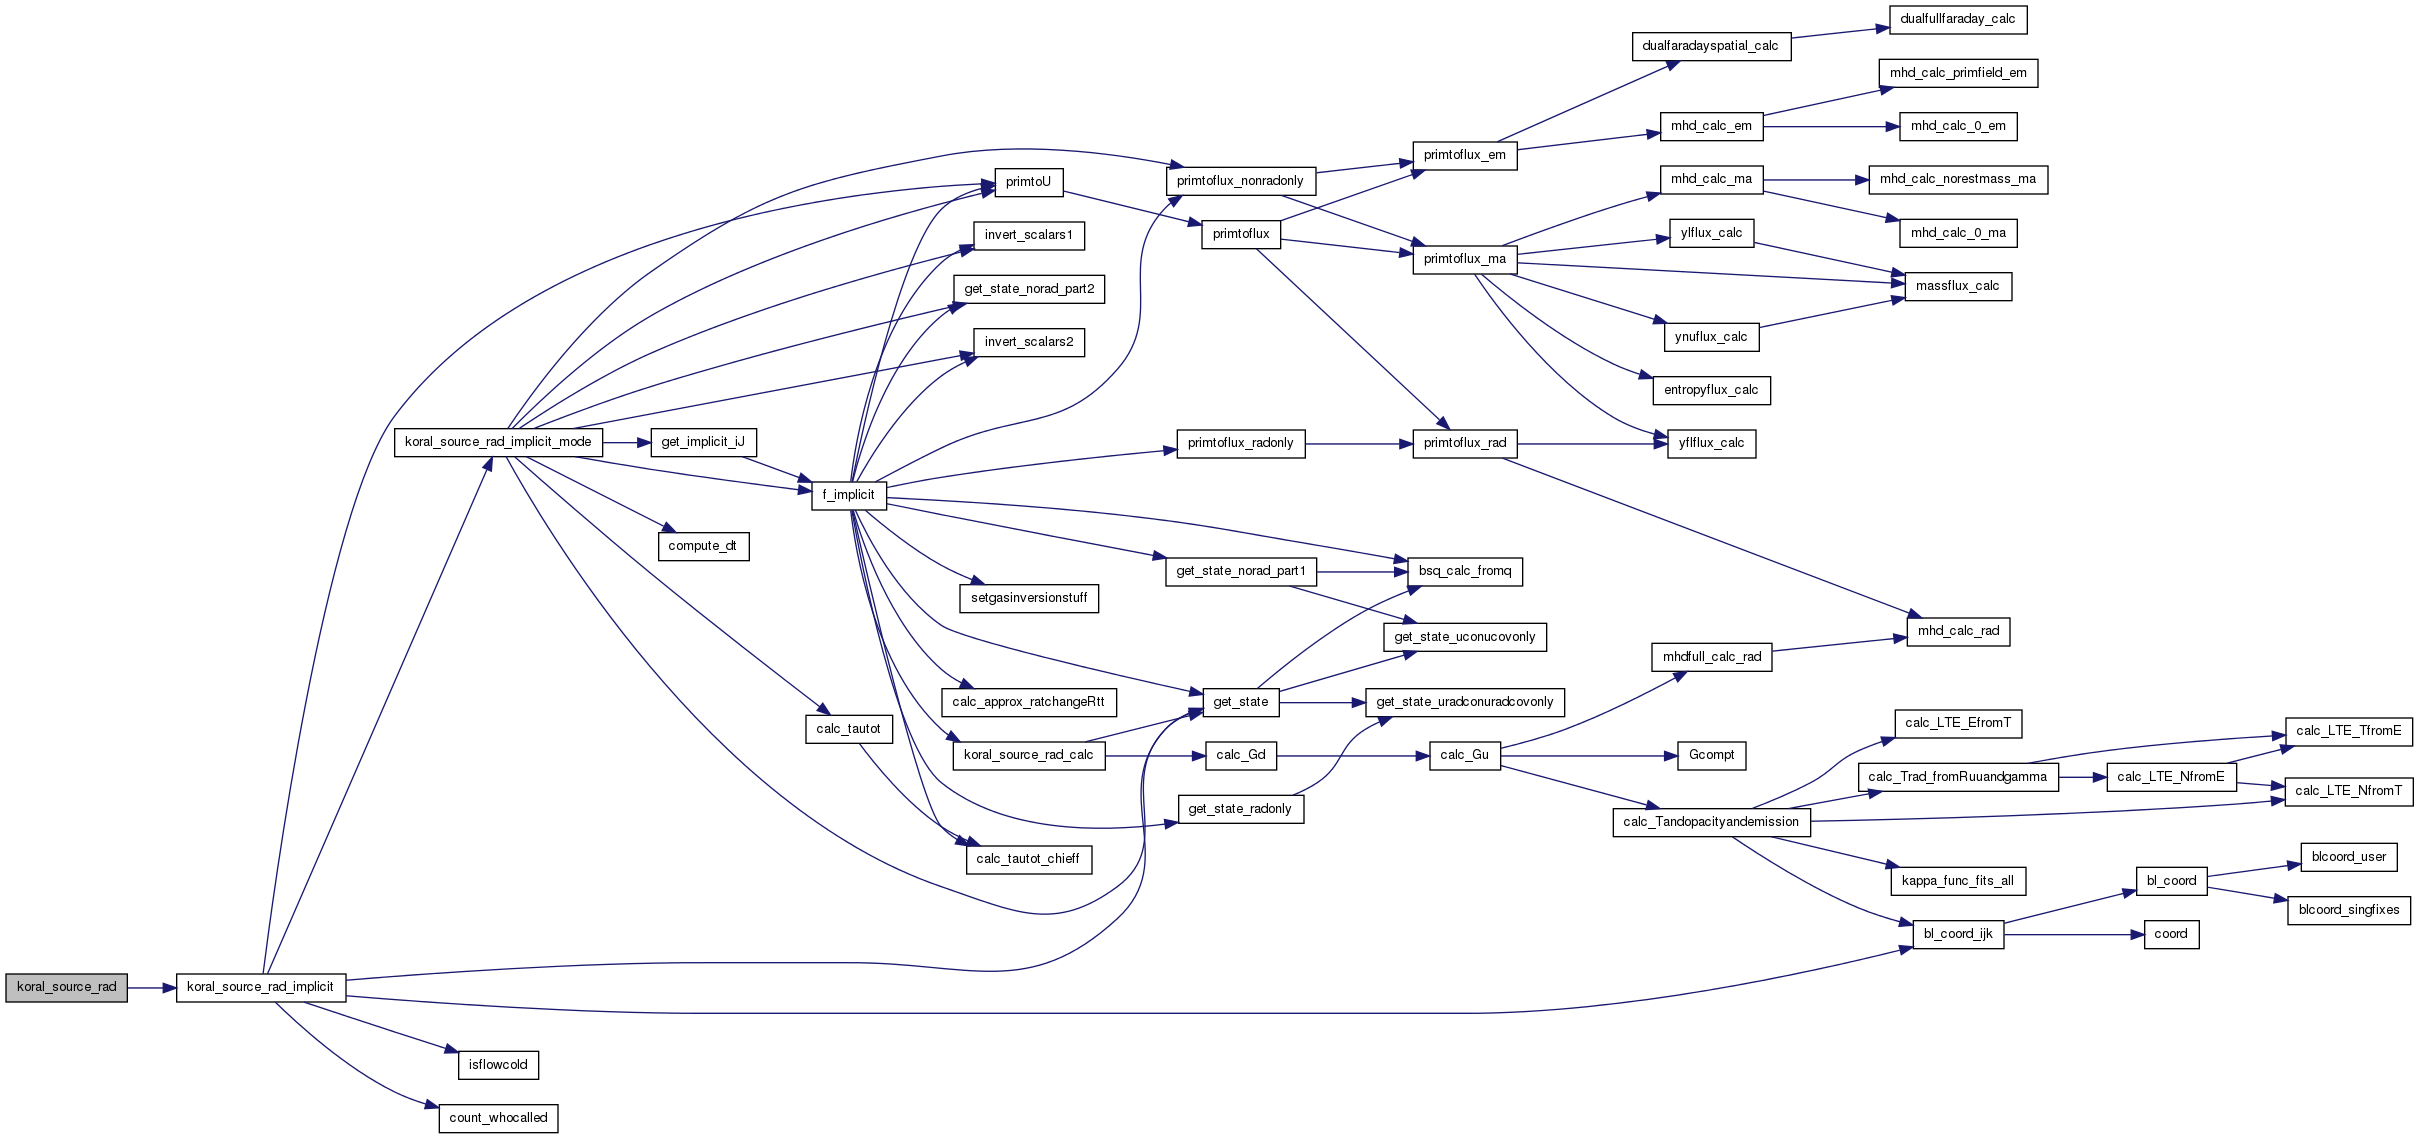 koral_source_rad
koral_source_rad_implicit
koral_source_rad_implicit_mode
isflowcold
count_whocalled
get_implicit_iJ
compute_dt
calc_tautot
f_implicit
primtoU
invert_scalars1
get_state_norad_part2
invert_scalars2
setgasinversionstuff
calc_approx_ratchangeRtt
koral_source_rad_calc
calc_tautot_chieff
primtoflux_nonradonly
primtoflux
primtoflux_radonly
get_state_norad_part1
get_state
calc_Gd
get_state_radonly
primtoflux_em
primtoflux_ma
primtoflux_rad
bsq_calc_fromq
get_state_uconucovonly
get_state_uradconuradcovonly
calc_Gu
dualfaradayspatial_calc
mhd_calc_em
mhd_calc_ma
ylflux_calc
ynuflux_calc
entropyflux_calc
yflflux_calc
mhdfull_calc_rad
Gcompt
calc_Tandopacityandemission
dualfullfaraday_calc
mhd_calc_primfield_em
mhd_calc_0_em
mhd_calc_norestmass_ma
mhd_calc_0_ma
massflux_calc
mhd_calc_rad
calc_LTE_EfromT
calc_Trad_fromRuuandgamma
kappa_func_fits_all
bl_coord_ijk
calc_LTE_NfromE
bl_coord
coord
calc_LTE_TfromE
calc_LTE_NfromT
blcoord_user
blcoord_singfixes